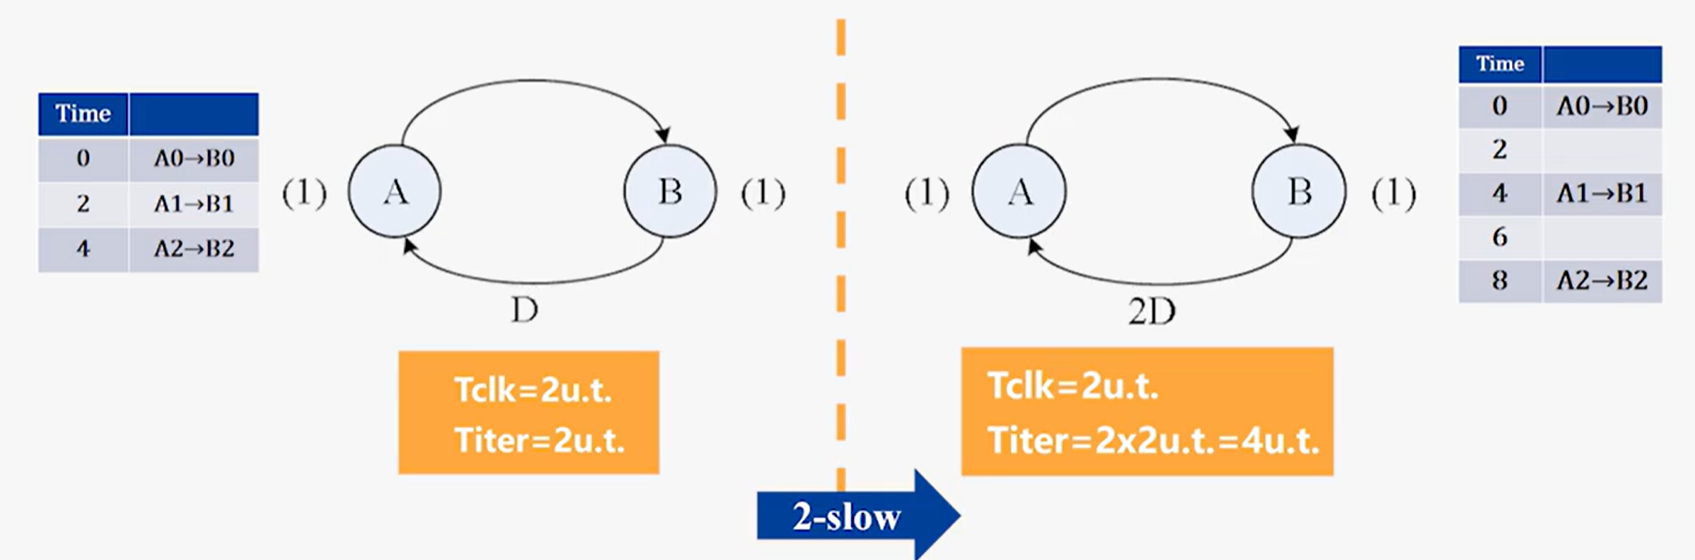 Time
0 A0→B0
2 A1→B1
4 A2→B2
(1) A B (1)
D
Tclk=2u.t.
Titer=2u.t.
2-slow
(1) A B (1)
2D
Tclk=2u.t.
Titer=2x2u.t.=4u.t.
Time
0 A0→B0
2
4 A1→B1
6
8 A2→B2